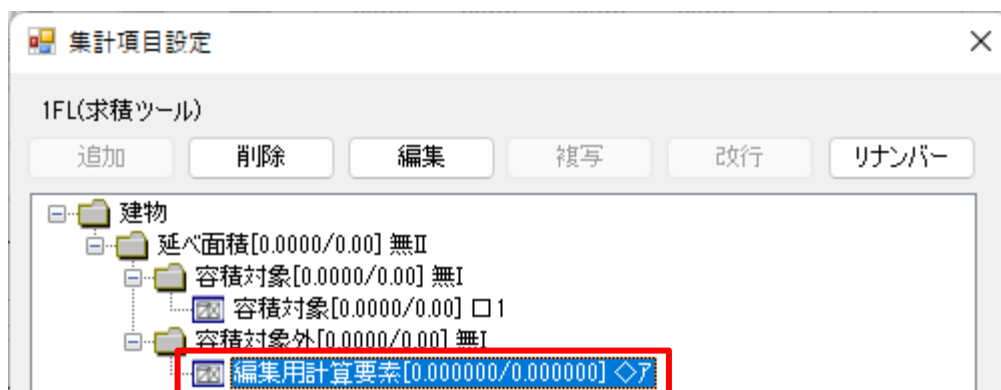 集計項目設定
1FL(求積ツール)
追加 削除 編集 複写 改行 リナンバー
建物
延べ面積[0.0000/0.00] 無II
容積対象[0.0000/0.00] 無I
容積対象[0.0000/0.00] □1
容積対象外[0.0000/0.00] 無I
編集用計算要素[0.000000/0.000000] ◇ア